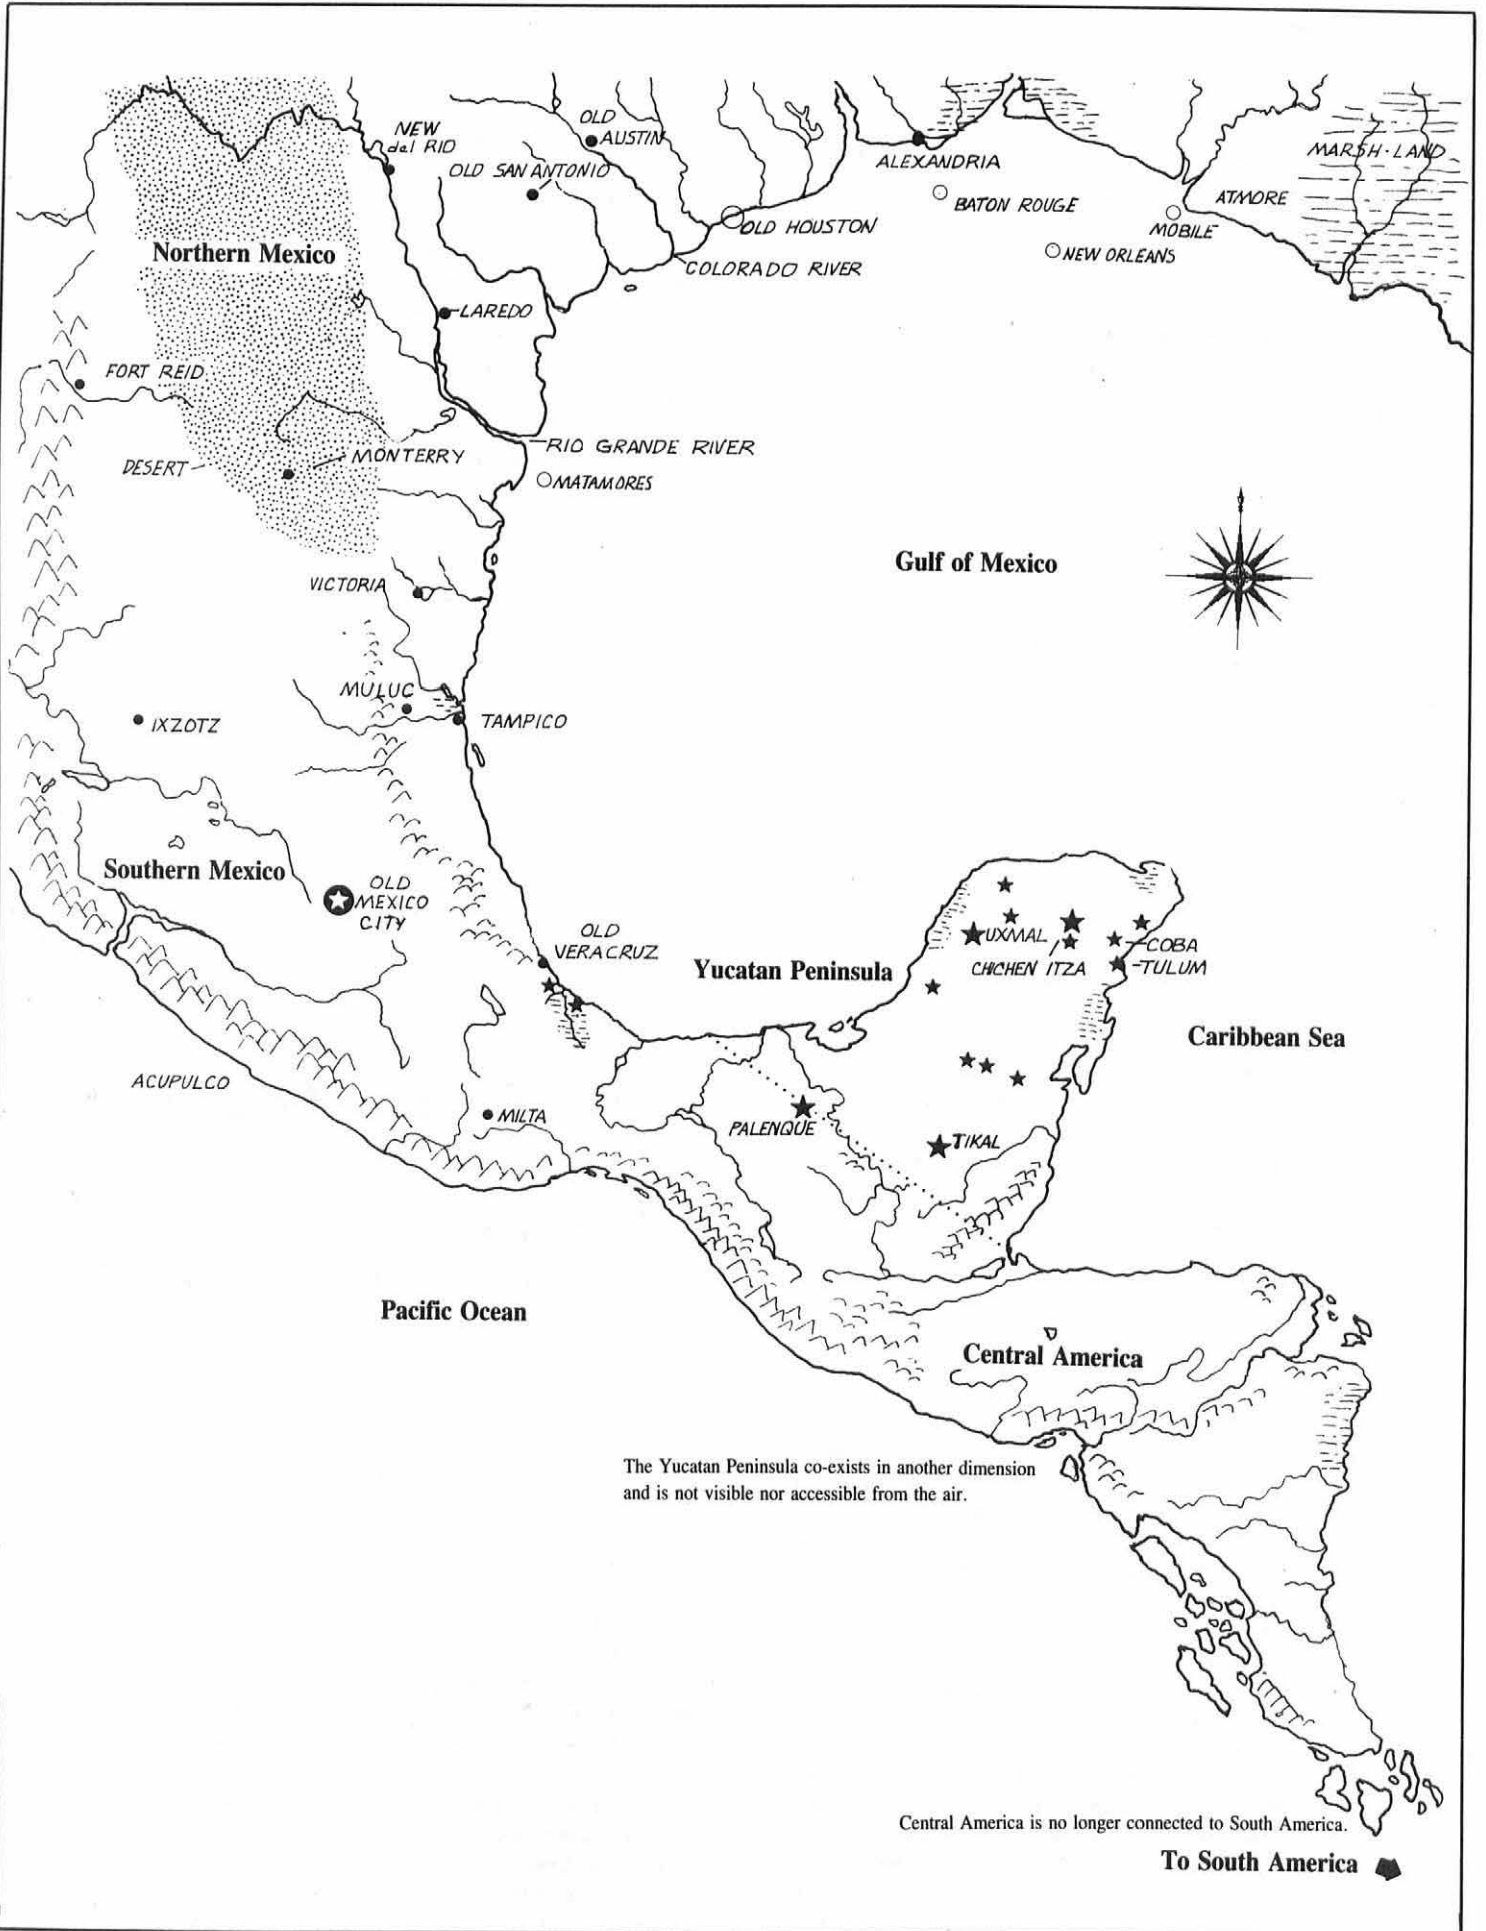 NEW
del RIO
OLD
AUSTIN
OLD SAN ANTONIO
ALEXANDRIA
MARSH-LAND
BATON ROUGE
ATMORE
MOBILE
OLD HOUSTON
NEW ORLEANS
COLORADO RIVER
Northern Mexico
LAREDO
FORT REID
RIO GRANDE RIVER
DESERT
MONTERRY
MATAMORES
Gulf of Mexico
VICTORIA
MULUC
IXZOTZ
TAMPICO
Southern Mexico
OLD
MEXICO
CITY
OLD
VERACRUZ
UXMAL
COBA
CHICHEN ITZA
TULUM
Yucatan Peninsula
Caribbean Sea
ACUPULCO
MILTA
PALENQUE
TIKAL
Pacific Ocean
Central America
The Yucatan Peninsula co-exists in another dimension
and is not visible nor accessible from the air.
Central America is no longer connected to South America.
To South America